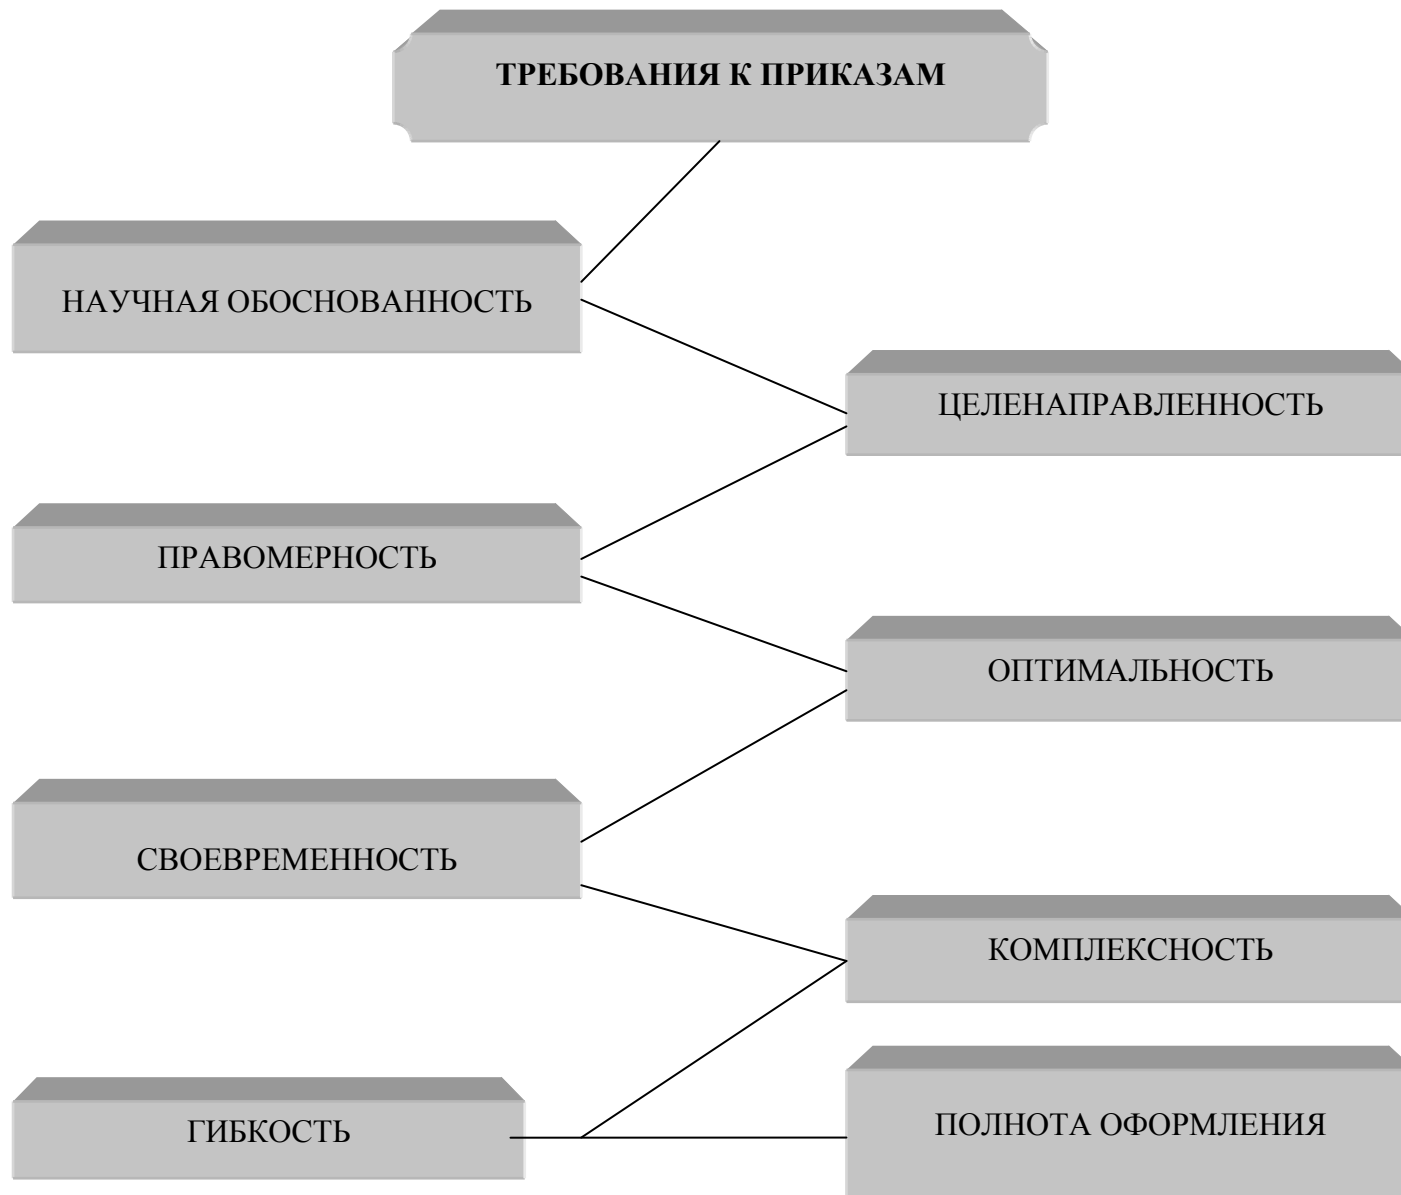 ТРЕБОВАНИЯ К ПРИКАЗАМ
НАУЧНАЯ ОБОСНОВАННОСТЬ
ЦЕЛЕНАПРАВЛЕННОСТЬ
ПРАВОМЕРНОСТЬ
ОПТИМАЛЬНОСТЬ
СВОЕВРЕМЕННОСТЬ
КОМПЛЕКСНОСТЬ
ГИБКОСТЬ
ПОЛНОТА ОФОРМЛЕНИЯ